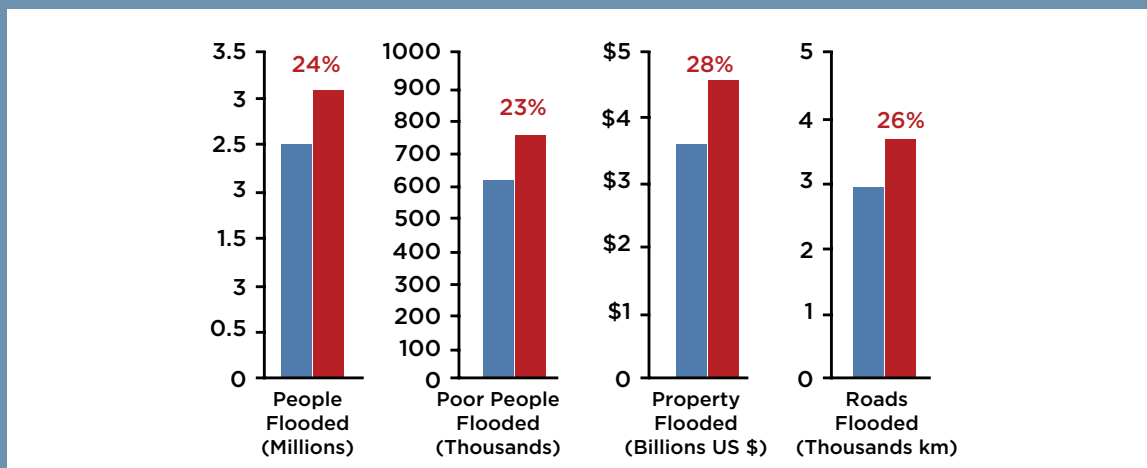 3.5
3
2.5
3
1.5
3
0.5
0
24%
People
Flooded
(Millions)
1000
900
800
700
600
500
400
300
200
100
0
23%
Poor People
Flooded
(Thousands)
$5
$4
$3
$2
$1
0
28%
Property
Flooded
(Billions US $)
5
4
3
2
1
0
26%
Roads
Flooded
(Thousands km)